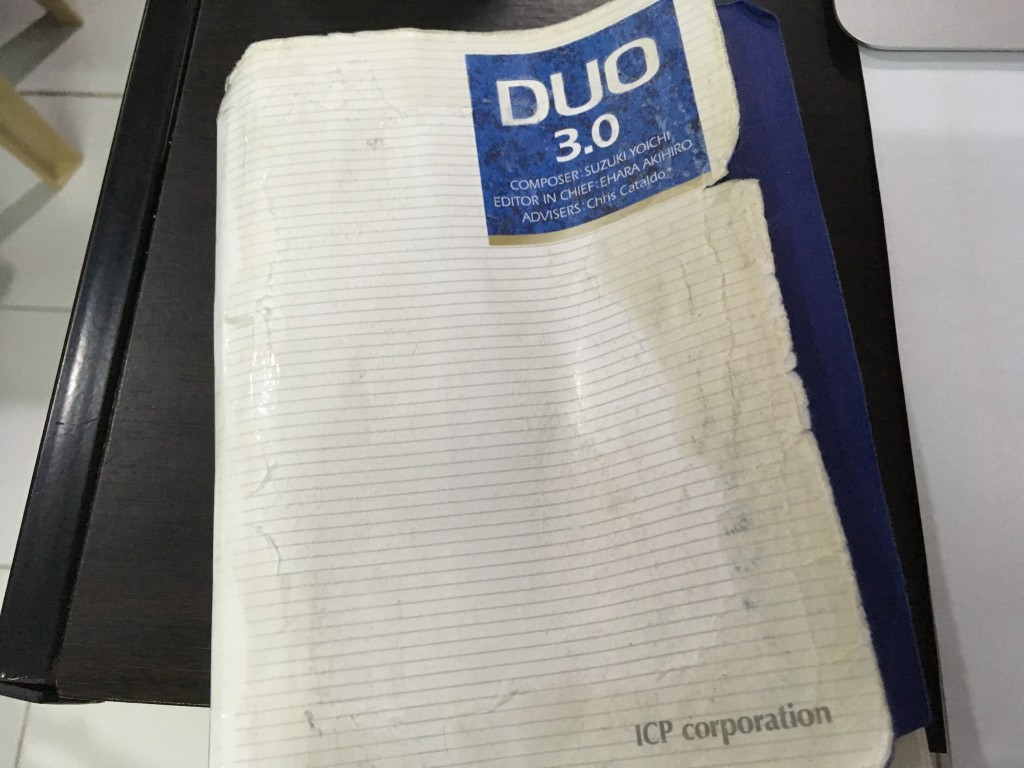 DUO
3.0
COMPOSER: SUZUKI YOICHI
EDITOR IN CHIEF: EHARA AKIHIRO
ADVISERS: Chris Cataldo+
ICP corporation